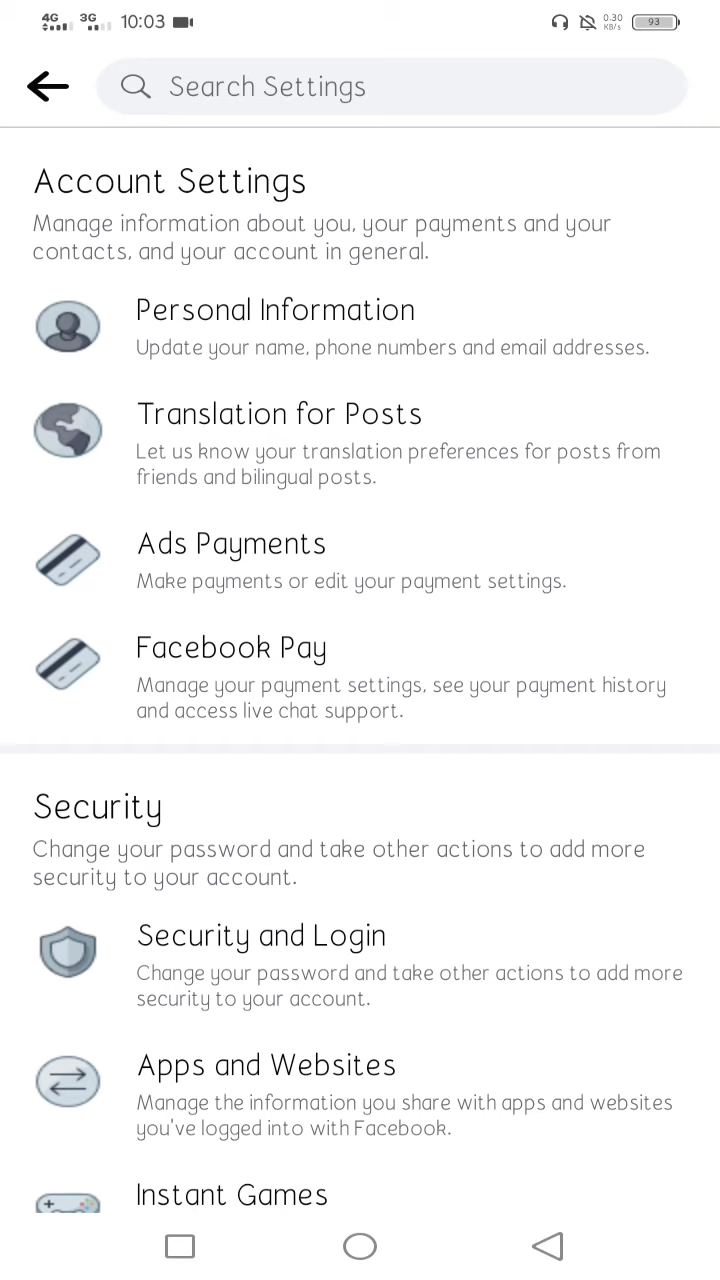 4G 3G 10:03 0.30 KB/s 93
Search Settings
Account Settings
Manage information about you, your payments and your
contacts, and your account in general.
Personal Information
Update your name, phone numbers and email addresses.
Translation for Posts
Let us know your translation preferences for posts from
friends and bilingual posts.
Ads Payments
Make payments or edit your payment settings.
Facebook Pay
Manage your payment settings, see your payment history
and access live chat support.
Security
Change your password and take other actions to add more
security to your account.
Security and Login
Change your password and take other actions to add more
security to your account.
Apps and Websites
Manage the information you share with apps and websites
you've logged into with Facebook.
Instant Games